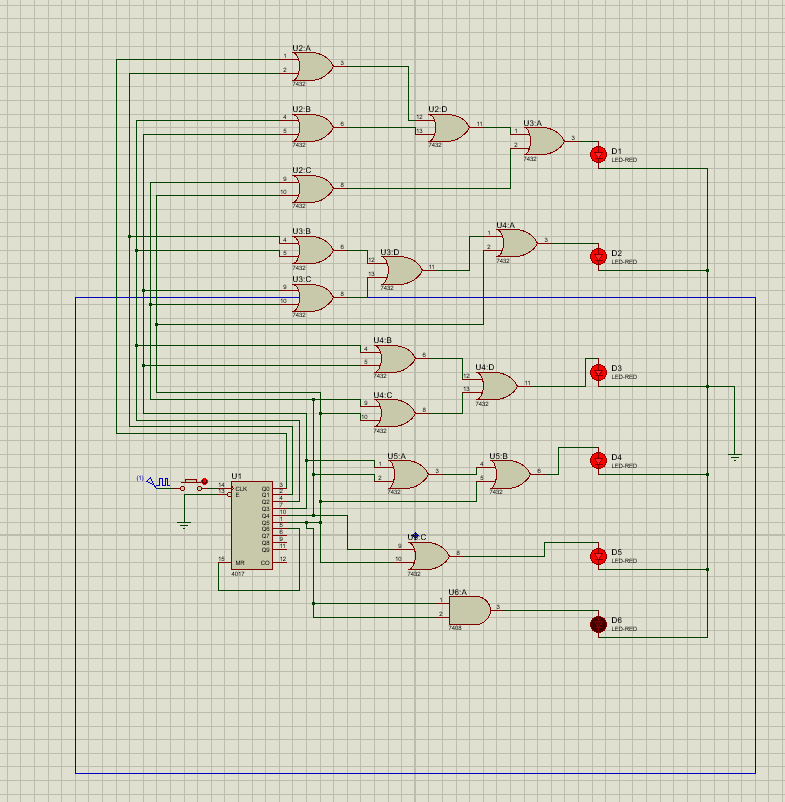 U2:A
1
2
3
7432
U2:B
4
5
6
7432
U2:D
12
13
11
7432
U3:A
1
2
3
7432
D1
LED-RED
U2:C
9
10
8
7432
U3:B
4
5
6
7432
U3:D
12
13
11
7432
U4:A
1
2
3
7432
D2
LED-RED
U3:C
9
10
8
7432
U4:B
4
5
6
7432
U4:D
12
13
11
7432
D3
LED-RED
U4:C
9
10
8
7432
U5:A
1
2
3
7432
U5:B
4
5
6
7432
D4
LED-RED
U1
(1)
14 CLK Q0 3
13 E Q1 2
Q2 4
Q3 7
Q4 10
Q5 1
Q6 5
Q7 6
Q8 9
Q9 11
15 MR CO 12
4017
9
10
8
7432
D5
LED-RED
U6:A
1
2
3
7408
D6
LED-RED